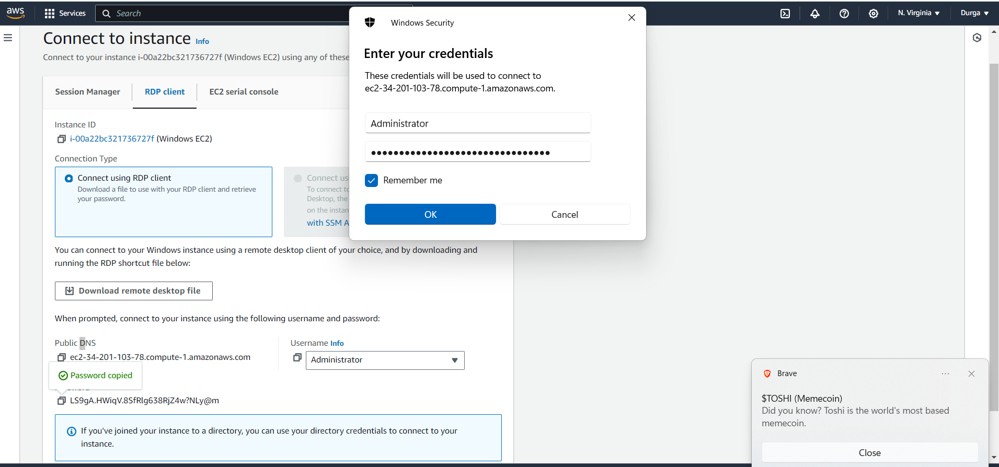 aws
Services
Search
N. Virginia
Durga
Connect to instance Info
Connect to your instance i-00a22bc321736727f (Windows EC2) using any of these
Session Manager
RDP client
EC2 serial console
Instance ID
i-00a22bc321736727f (Windows EC2)
Connection Type
Connect using RDP client
Download a file to use with your RDP client and retrieve
your password.
Connect
To connect
Desktop, the
on the
with SSM
You can connect to your Windows instance using a remote desktop client of your choice, and by downloading and
running the RDP shortcut file below:
Download remote desktop file
When prompted, connect to your instance using the following username and password:
Public DNS
ec2-34-201-103-78.compute-1.amazonaws.com
Username Info
Administrator
Password copied
LS9gA.HWiqV.8SfRlg638RjZ4w?NLy@m
If you've joined your instance to a directory, you can use your directory credentials to connect to your
instance.
Windows Security
Enter your credentials
These credentials will be used to connect to
ec2-34-201-103-78.compute-1.amazonaws.com.
Administrator
Remember me
OK
Cancel
Brave
$TOSHI (Memecoin)
Did you know? Toshi is the world's most based
memecoin.
Close